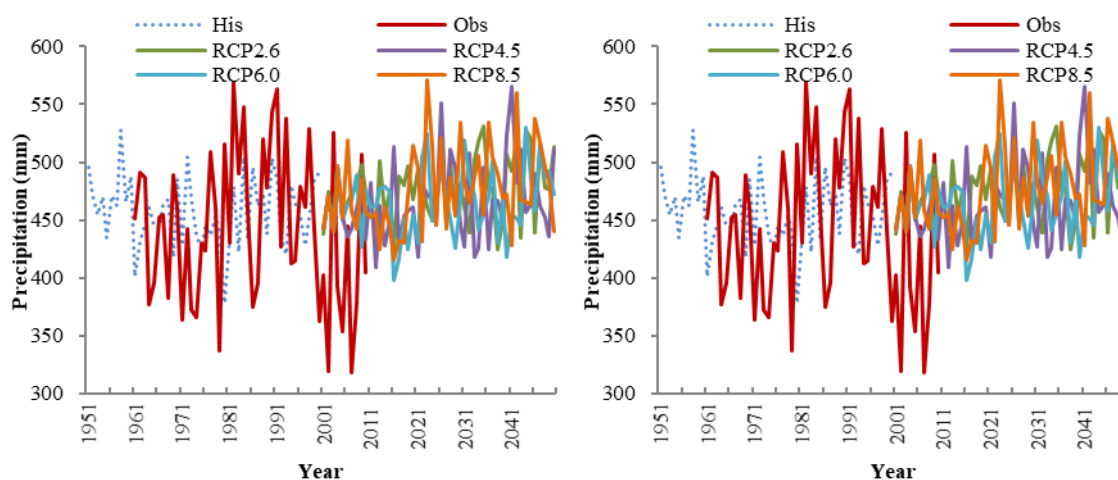 His Obs
RCP2.6 RCP4.5
RCP6.0 RCP8.5
600
550
500
450
400
350
300
Precipitation (mm)
1951 1961 1971 1981 1991 2001 2011 2021 2031 2041
Year
His Obs
RCP2.6 RCP4.5
RCP6.0 RCP8.5
600
550
500
450
400
350
300
Precipitation (mm)
1951 1961 1971 1981 1991 2001 2011 2021 2031 2041
Year